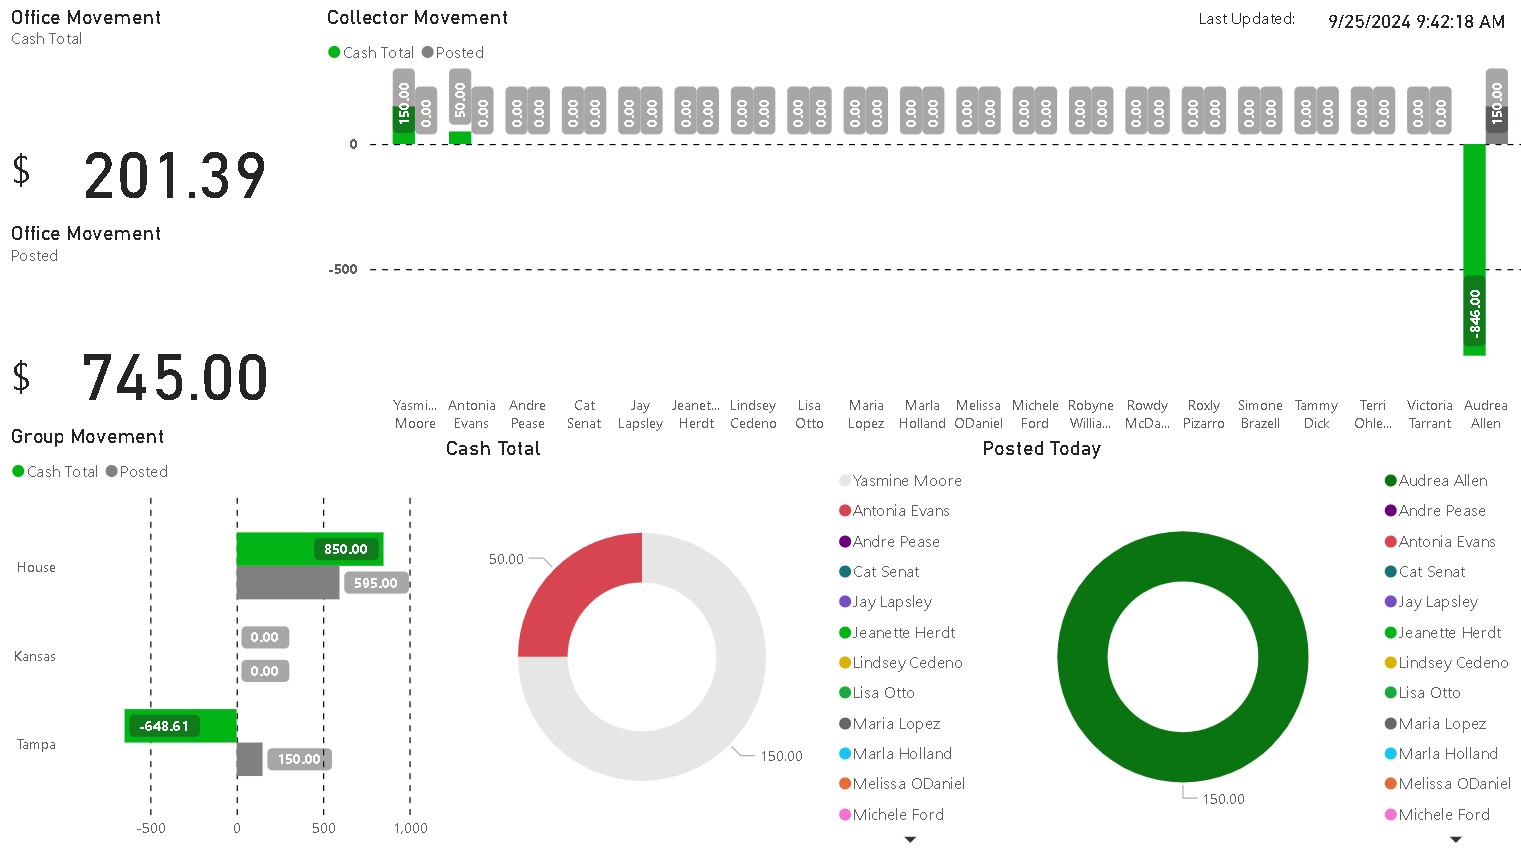 Office Movement
Cash Total
$ 201.39
Office Movement
Posted
$ 745.00
Collector Movement
Last Updated: 9/25/2024 9:42:18 AM
Cash Total Posted
150.00 0.00 50.00 0.00 0.00 0.00 0.00 0.00 0.00 0.00 0.00 0.00 0.00 0.00 0.00 0.00 0.00 0.00 0.00 0.00 0.00 0.00 0.00 0.00 0.00 0.00 0.00 0.00 0.00 0.00 0.00 0.00 0.00 0.00 0.00 0.00 0.00 0.00 150.00
0
-500
-846.00
Yasmi... Moore
Antonia Evans
Andre Pease
Cat Senat
Jay Lapsley
Jeanet... Herdt
Lindsey Cedeno
Lisa Otto
Maria Lopez
Marla Holland
Melissa ODaniel
Michele Ford
Robyne Willia...
Rowdy McDa...
Roxly Pizarro
Simone Brazell
Tammy Dick
Terri Ohle...
Victoria Tarrant
Audrea Allen
Group Movement
Cash Total Posted
House
850.00
595.00
Kansas
0.00
0.00
Tampa
-648.61
150.00
-500 0 500 1,000
Cash Total
50.00
150.00
Yasmine Moore
Antonia Evans
Andre Pease
Cat Senat
Jay Lapsley
Jeanette Herdt
Lindsey Cedeno
Lisa Otto
Maria Lopez
Marla Holland
Melissa ODaniel
Michele Ford
Posted Today
150.00
Audrea Allen
Andre Pease
Antonia Evans
Cat Senat
Jay Lapsley
Jeanette Herdt
Lindsey Cedeno
Lisa Otto
Maria Lopez
Marla Holland
Melissa ODaniel
Michele Ford